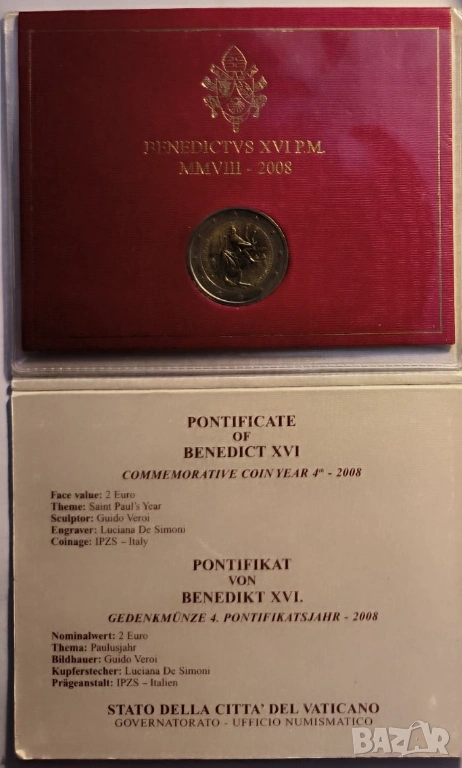 BENEDICTVS XVI P.M.
MMVIII - 2008
PONTIFICATE
OF
BENEDICT XVI
COMMEMORATIVE COIN YEAR 4th - 2008
Face value: 2 Euro
Theme: Saint Paul's Year
Sculptor: Guido Veroi
Engraver: Luciana De Simoni
Coinage: IPZS – Italy
PONTIFIKAT
VON
BENEDIKT XVI.
GEDENKMÜNZE 4. PONTIFIKATSJAHR - 2008
Nominalwert: 2 Euro
Thema: Paulusjahr
Bildhauer: Guido Veroi
Kupferstecher: Luciana De Simoni
Prägeanstalt: IPZS – Italien
STATO DELLA CITTA' DEL VATICANO
GOVERNATORATO - UFFICIO NUMISMATICO
BAZAR